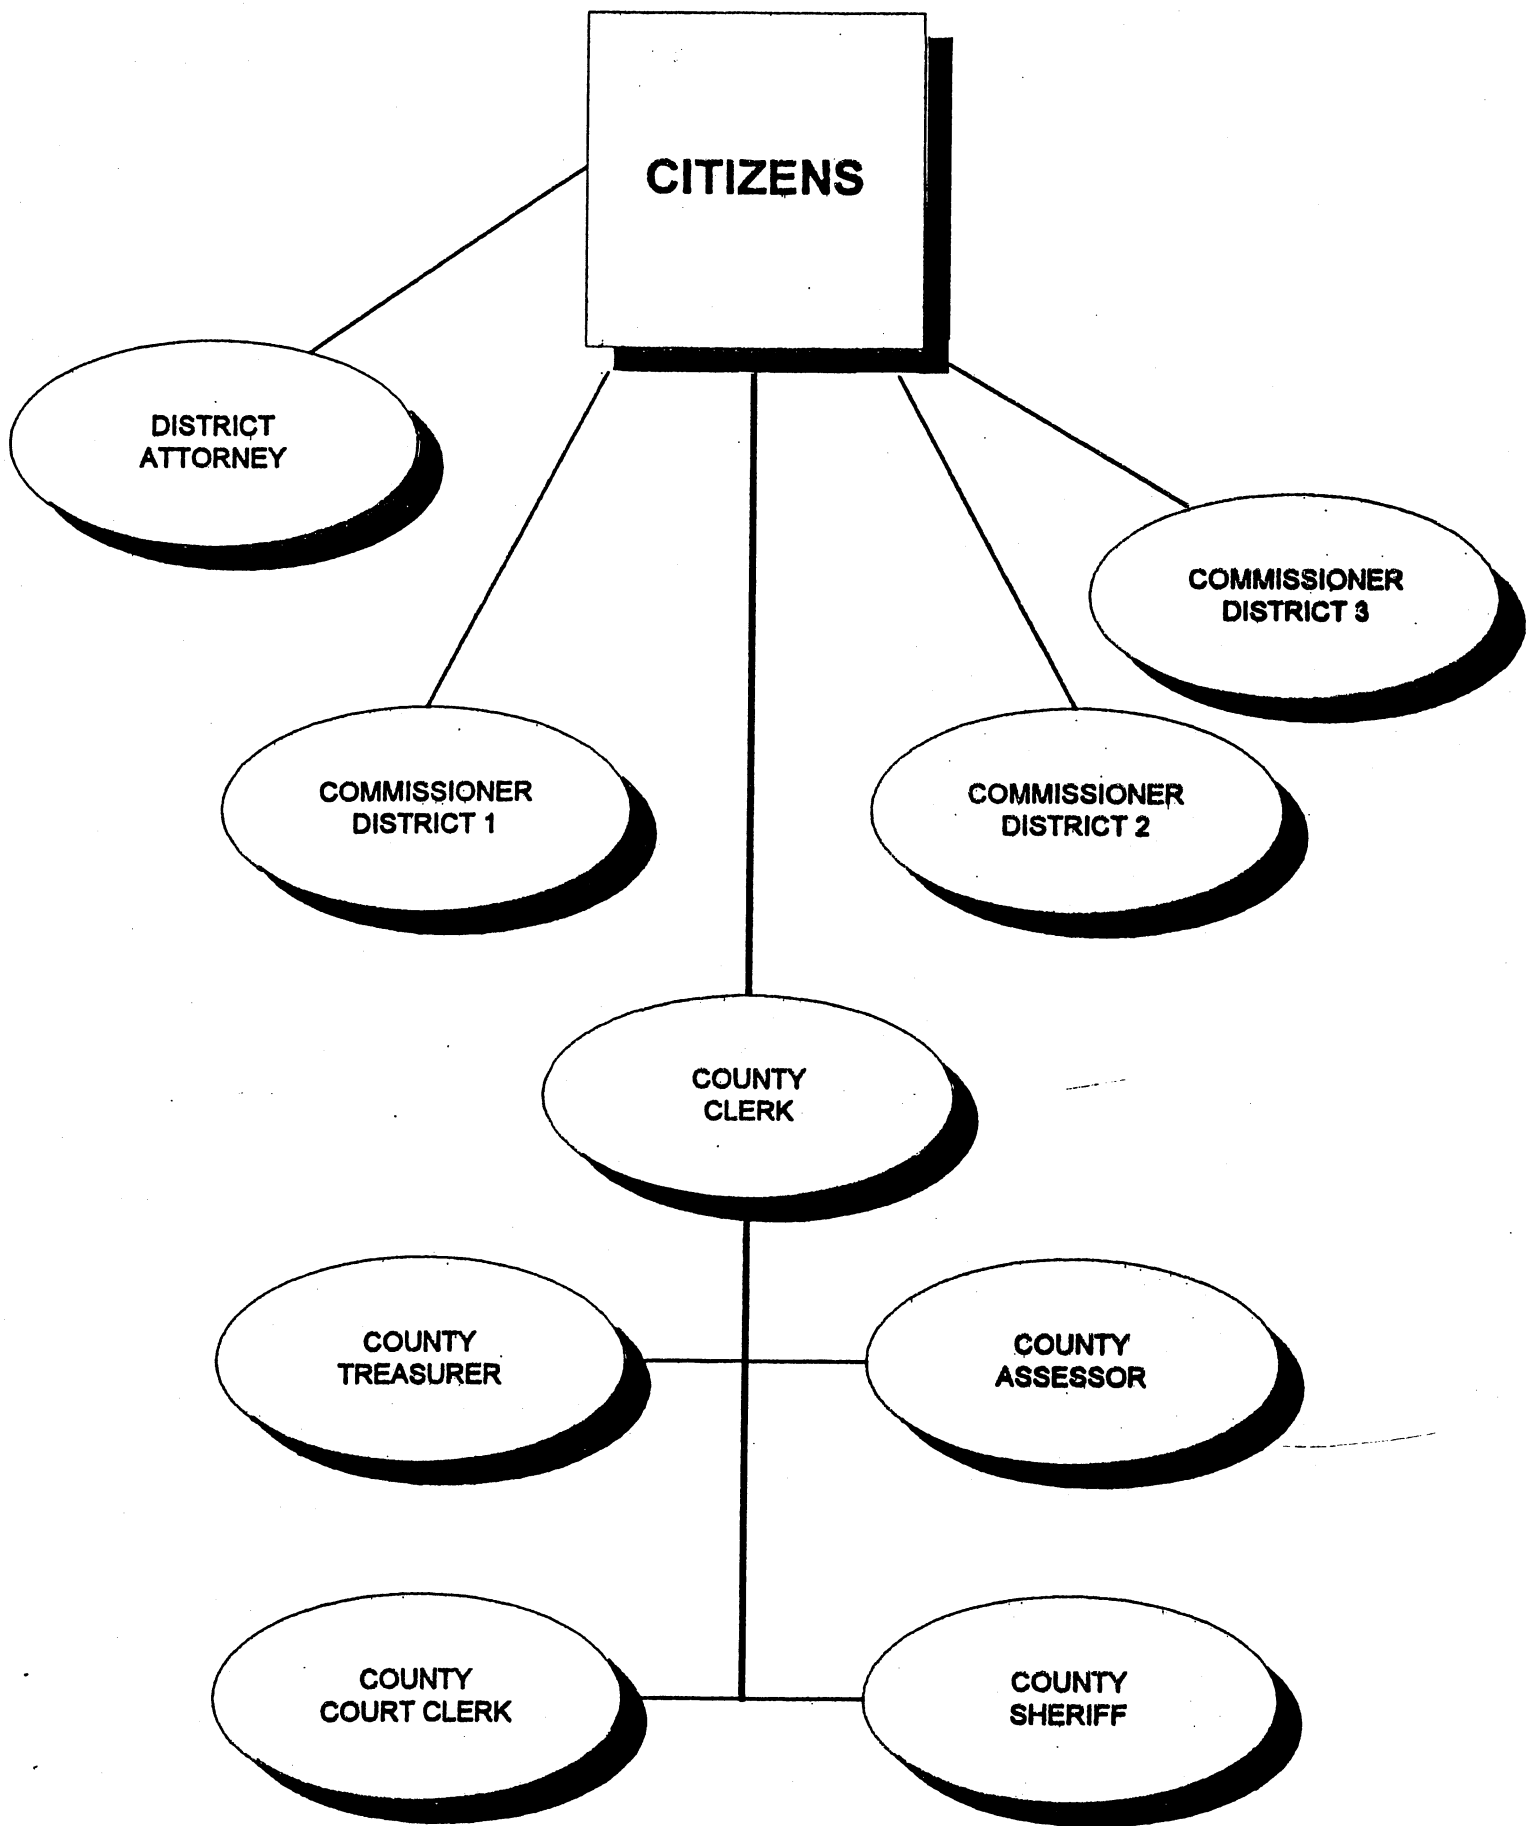 CITIZENS
DISTRICT
ATTORNEY
COMMISSIONER
DISTRICT 3
COMMISSIONER
DISTRICT 1
COMMISSIONER
DISTRICT 2
COUNTY
CLERK
COUNTY
TREASURER
COUNTY
ASSESSOR
COUNTY
COURT CLERK
COUNTY
SHERIFF